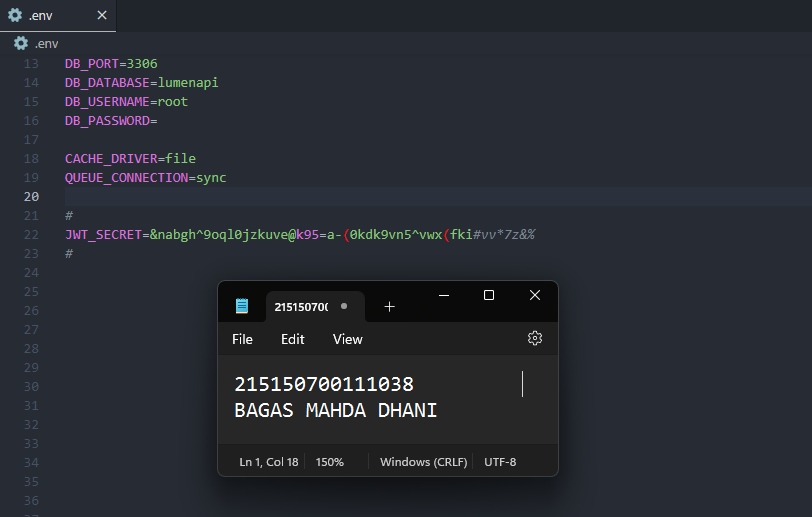 .env
.env
13 DB_PORT=3306
14 DB_DATABASE=lumenapi
15 DB_USERNAME=root
16 DB_PASSWORD=
17
18 CACHE_DRIVER=file
19 QUEUE_CONNECTION=sync
20
21 #
22 JWT_SECRET=&nabgh^9oql0jzkuve@k95=a-(0kdk9vn5^vwx(fki#vv*7z&%
23 #
24
25
26
27
28
29
30
31
32
33
34
35
36
215150700
File Edit View
215150700111038
BAGAS MAHDA DHANI
Ln 1, Col 18 150% Windows (CRLF) UTF-8